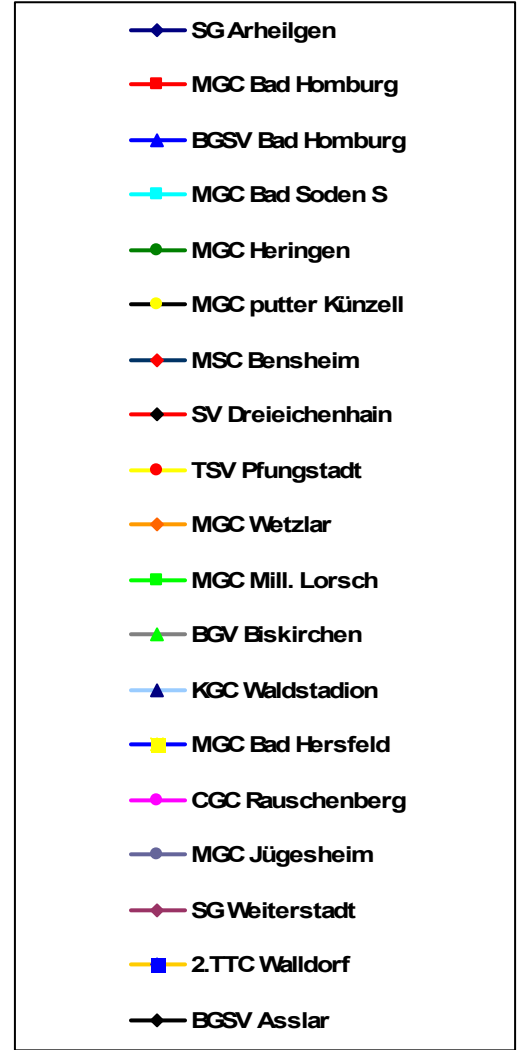 SG Arheilgen
MGC Bad Homburg
BGSV Bad Homburg
MGC Bad Soden S
MGC Heringen
MGC putter Künzell
MSC Bensheim
SV Dreieichenhain
TSV Pfungstadt
MGC Wetzlar
MGC Mill. Lorsch
BGV Biskirchen
KGC Waldstadion
MGC Bad Hersfeld
CGC Rauschenberg
MGC Jügesheim
SG Weiterstadt
2.TTC Walldorf
BGSV Asslar